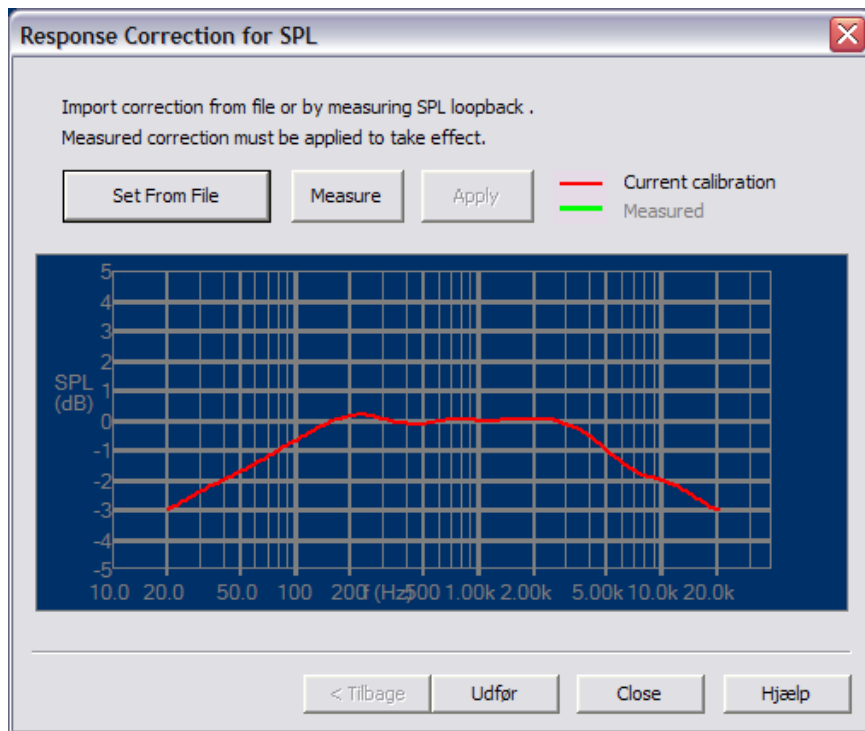 Response Correction for SPL
Import correction from file or by measuring SPL loopback .
Measured correction must be applied to take effect.
Set From File
Measure
Apply
Current calibration
Measured
5
4
3
2
1
0
-1
-2
-3
-4
-5
SPL
(dB)
10.0 20.0 50.0 100 200 f (Hz) 500 1.00k 2.00k 5.00k 10.0k 20.0k
< Tilbage
Udfør
Close
Hjælp